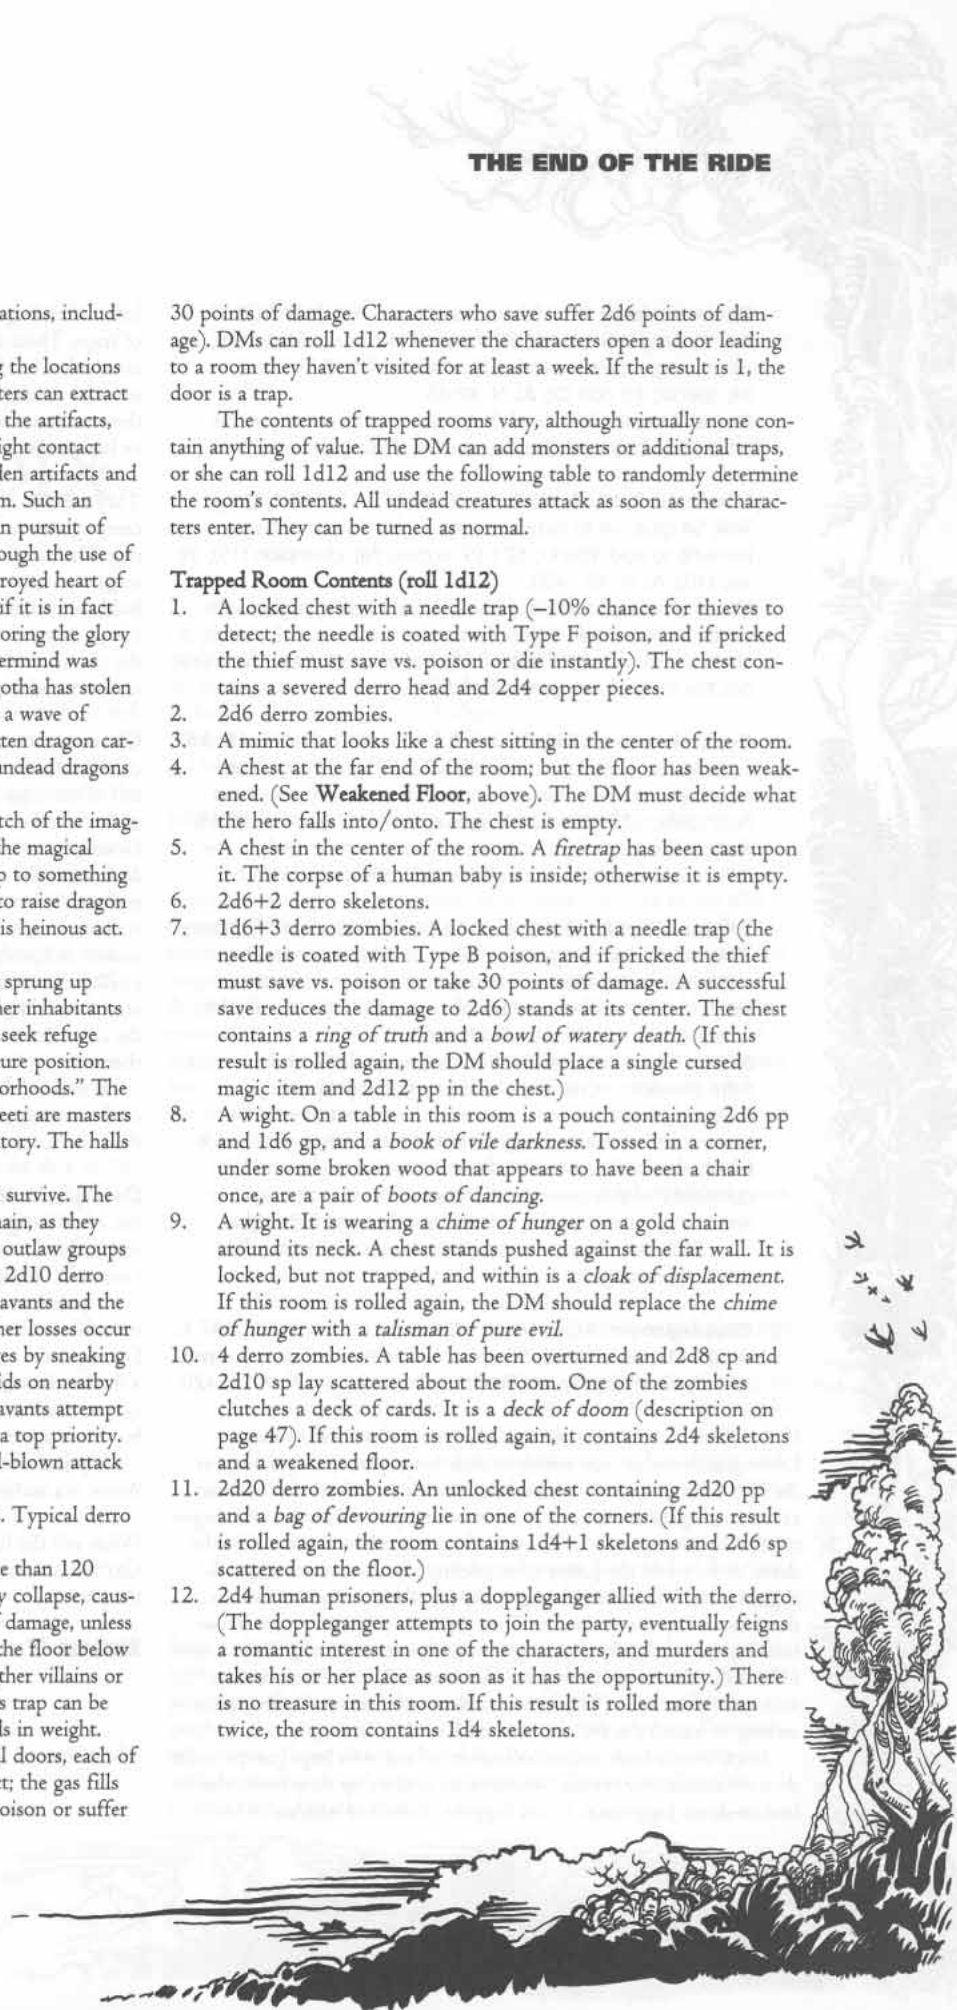 THE END OF THE RIDE
ations, includ-
g the locations
ters can extract
the artifacts,
ight contact
len artifacts and
m. Such an
n pursuit of
ough the use of
royed heart of
if it is in fact
oring the glory
ermind was
otha has stolen
a wave of
ten dragon car-
undead dragons
tch of the imag-
he magical
p to something
to raise dragon
is heinous act.
sprung up
her inhabitants
seek refuge
ure position.
orhoods." The
eeti are masters
tory. The halls
survive. The
ain, as they
outlaw groups
2d10 derro
avants and the
her losses occur
es by sneaking
ids on nearby
avants attempt
a top priority.
l-blown attack
. Typical derro
e than 120
y collapse, caus-
f damage, unless
the floor below
ther villains or
s trap can be
ls in weight.
l doors, each of
t; the gas fills
oison or suffer
30 points of damage. Characters who save suffer 2d6 points of dam-
age). DMs can roll 1d12 whenever the characters open a door leading
to a room they haven't visited for at least a week. If the result is 1, the
door is a trap.
The contents of trapped rooms vary, although virtually none con-
tain anything of value. The DM can add monsters or additional traps,
or she can roll 1d12 and use the following table to randomly determine
the room's contents. All undead creatures attack as soon as the charac-
ters enter. They can be turned as normal.
Trapped Room Contents (roll 1d12)
1. A locked chest with a needle trap (–10% chance for thieves to
detect; the needle is coated with Type F poison, and if pricked
the thief must save vs. poison or die instantly). The chest con-
tains a severed derro head and 2d4 copper pieces.
2. 2d6 derro zombies.
3. A mimic that looks like a chest sitting in the center of the room.
4. A chest at the far end of the room; but the floor has been weak-
ened. (See Weakened Floor, above). The DM must decide what
the hero falls into/onto. The chest is empty.
5. A chest in the center of the room. A firetrap has been cast upon
it. The corpse of a human baby is inside; otherwise it is empty.
6. 2d6+2 derro skeletons.
7. 1d6+3 derro zombies. A locked chest with a needle trap (the
needle is coated with Type B poison, and if pricked the thief
must save vs. poison or take 30 points of damage. A successful
save reduces the damage to 2d6) stands at its center. The chest
contains a ring of truth and a bowl of watery death. (If this
result is rolled again, the DM should place a single cursed
magic item and 2d12 pp in the chest.)
8. A wight. On a table in this room is a pouch containing 2d6 pp
and 1d6 gp, and a book of vile darkness. Tossed in a corner,
under some broken wood that appears to have been a chair
once, are a pair of boots of dancing.
9. A wight. It is wearing a chime of hunger on a gold chain
around its neck. A chest stands pushed against the far wall. It is
locked, but not trapped, and within is a cloak of displacement.
If this room is rolled again, the DM should replace the chime
of hunger with a talisman of pure evil.
10. 4 derro zombies. A table has been overturned and 2d8 cp and
2d10 sp lay scattered about the room. One of the zombies
clutches a deck of cards. It is a deck of doom (description on
page 47). If this room is rolled again, it contains 2d4 skeletons
and a weakened floor.
11. 2d20 derro zombies. An unlocked chest containing 2d20 pp
and a bag of devouring lie in one of the corners. (If this result
is rolled again, the room contains 1d4+1 skeletons and 2d6 sp
scattered on the floor.)
12. 2d4 human prisoners, plus a doppleganger allied with the derro.
(The doppleganger attempts to join the party, eventually feigns
a romantic interest in one of the characters, and murders and
takes his or her place as soon as it has the opportunity.) There
is no treasure in this room. If this result is rolled more than
twice, the room contains 1d4 skeletons.